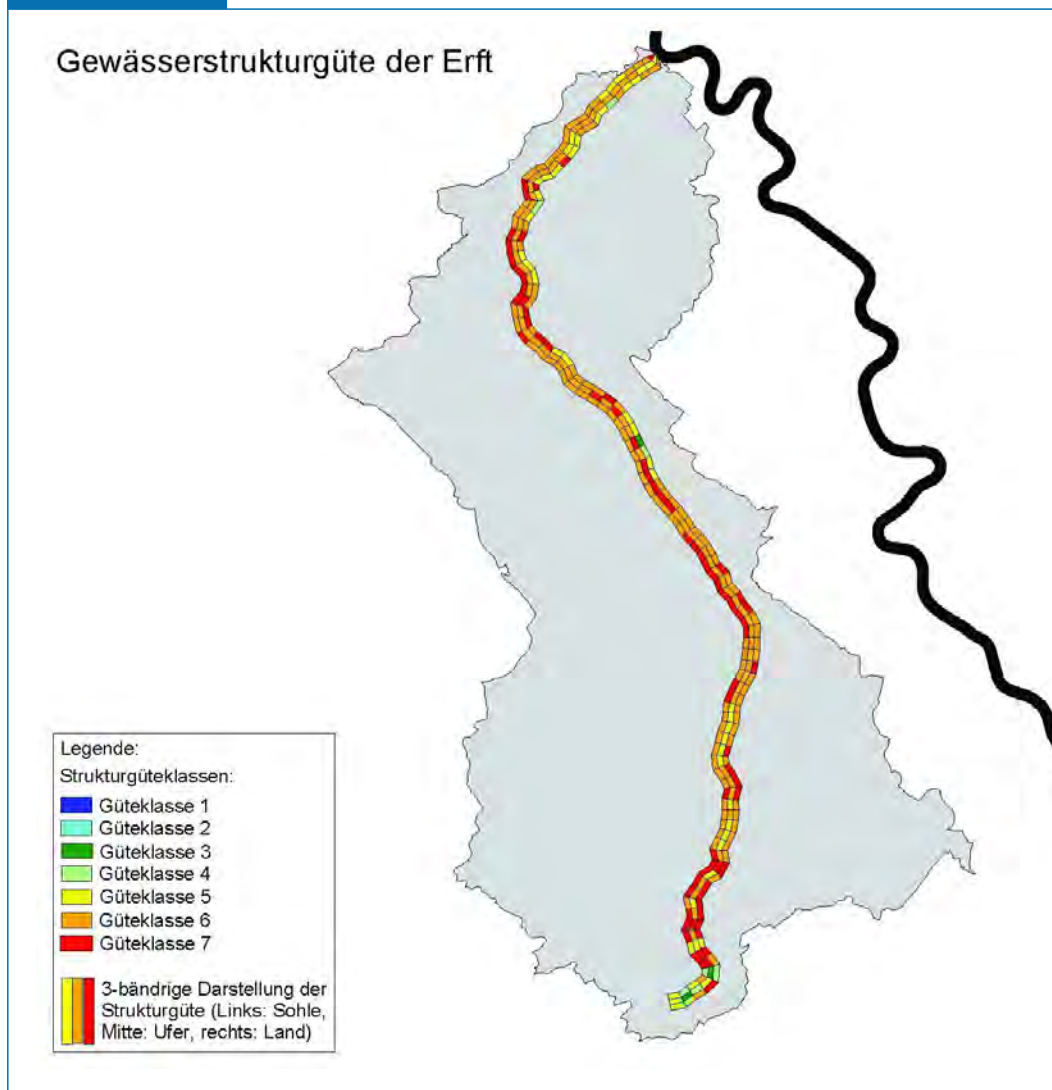 Gewässerstrukturgüte der Erft
Legende:
Strukturgüteklassen:
Güteklasse 1
Güteklasse 2
Güteklasse 3
Güteklasse 4
Güteklasse 5
Güteklasse 6
Güteklasse 7
3-bändrige Darstellung der
Strukturgüte (Links: Sohle,
Mitte: Ufer, rechts: Land)